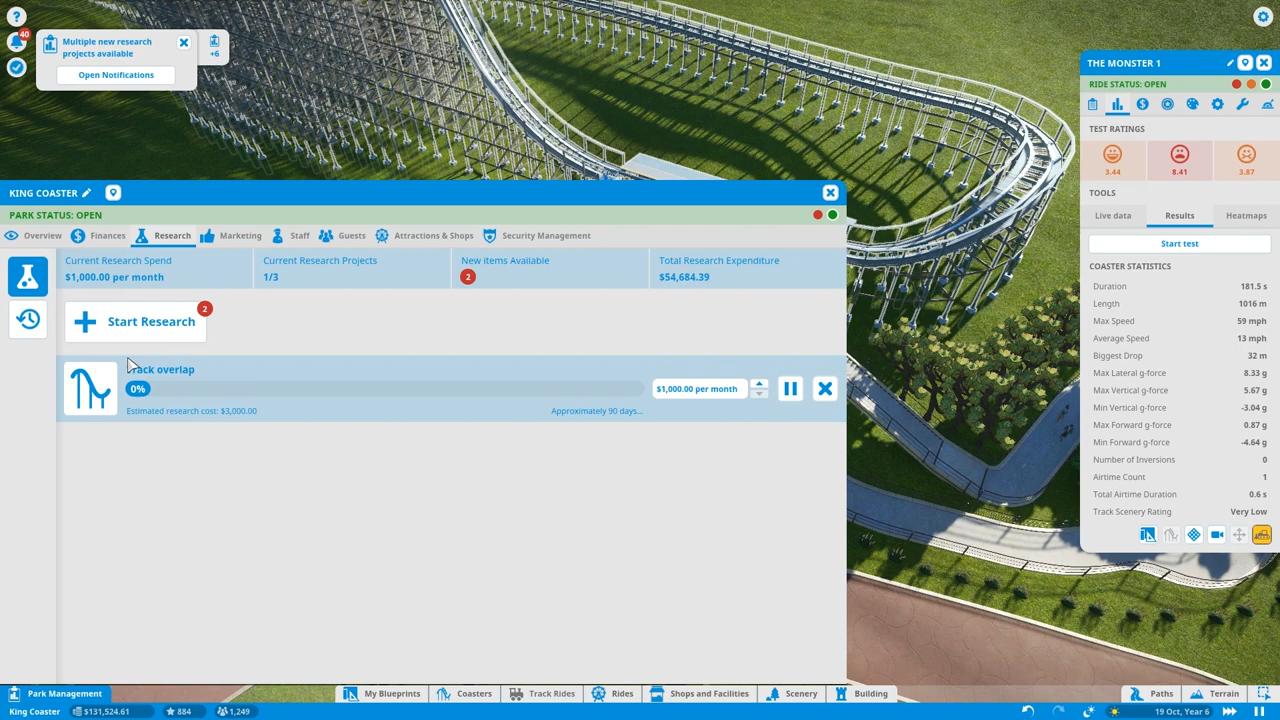 ?
40
Multiple new research
projects available
+6
Open Notifications
KING COASTER
PARK STATUS: OPEN
Overview Finances Research Marketing Staff Guests Attractions & Shops Security Management
Current Research Spend
$1,000.00 per month
Current Research Projects
1/3
New items Available
2
Total Research Expenditure
$54,684.39
Start Research
2
Track overlap
0%
$1,000.00 per month
Estimated research cost: $3,000.00
Approximately 90 days...
THE MONSTER 1
RIDE STATUS: OPEN
TEST RATINGS
3.44 8.41 3.87
TOOLS
Live data Results Heatmaps
Start test
COASTER STATISTICS
Duration 181.5 s
Length 1016 m
Max Speed 59 mph
Average Speed 13 mph
Biggest Drop 32 m
Max Lateral g-force 8.33 g
Max Vertical g-force 5.67 g
Min Vertical g-force -3.04 g
Max Forward g-force 0.87 g
Min Forward g-force -4.64 g
Number of Inversions 0
Airtime Count 1
Total Airtime Duration 0.6 s
Track Scenery Rating Very Low
Park Management My Blueprints Coasters Track Rides Rides Shops and Facilities Scenery Building Paths Terrain
King Coaster $131,524.61 884 1,249 19 Oct, Year 6